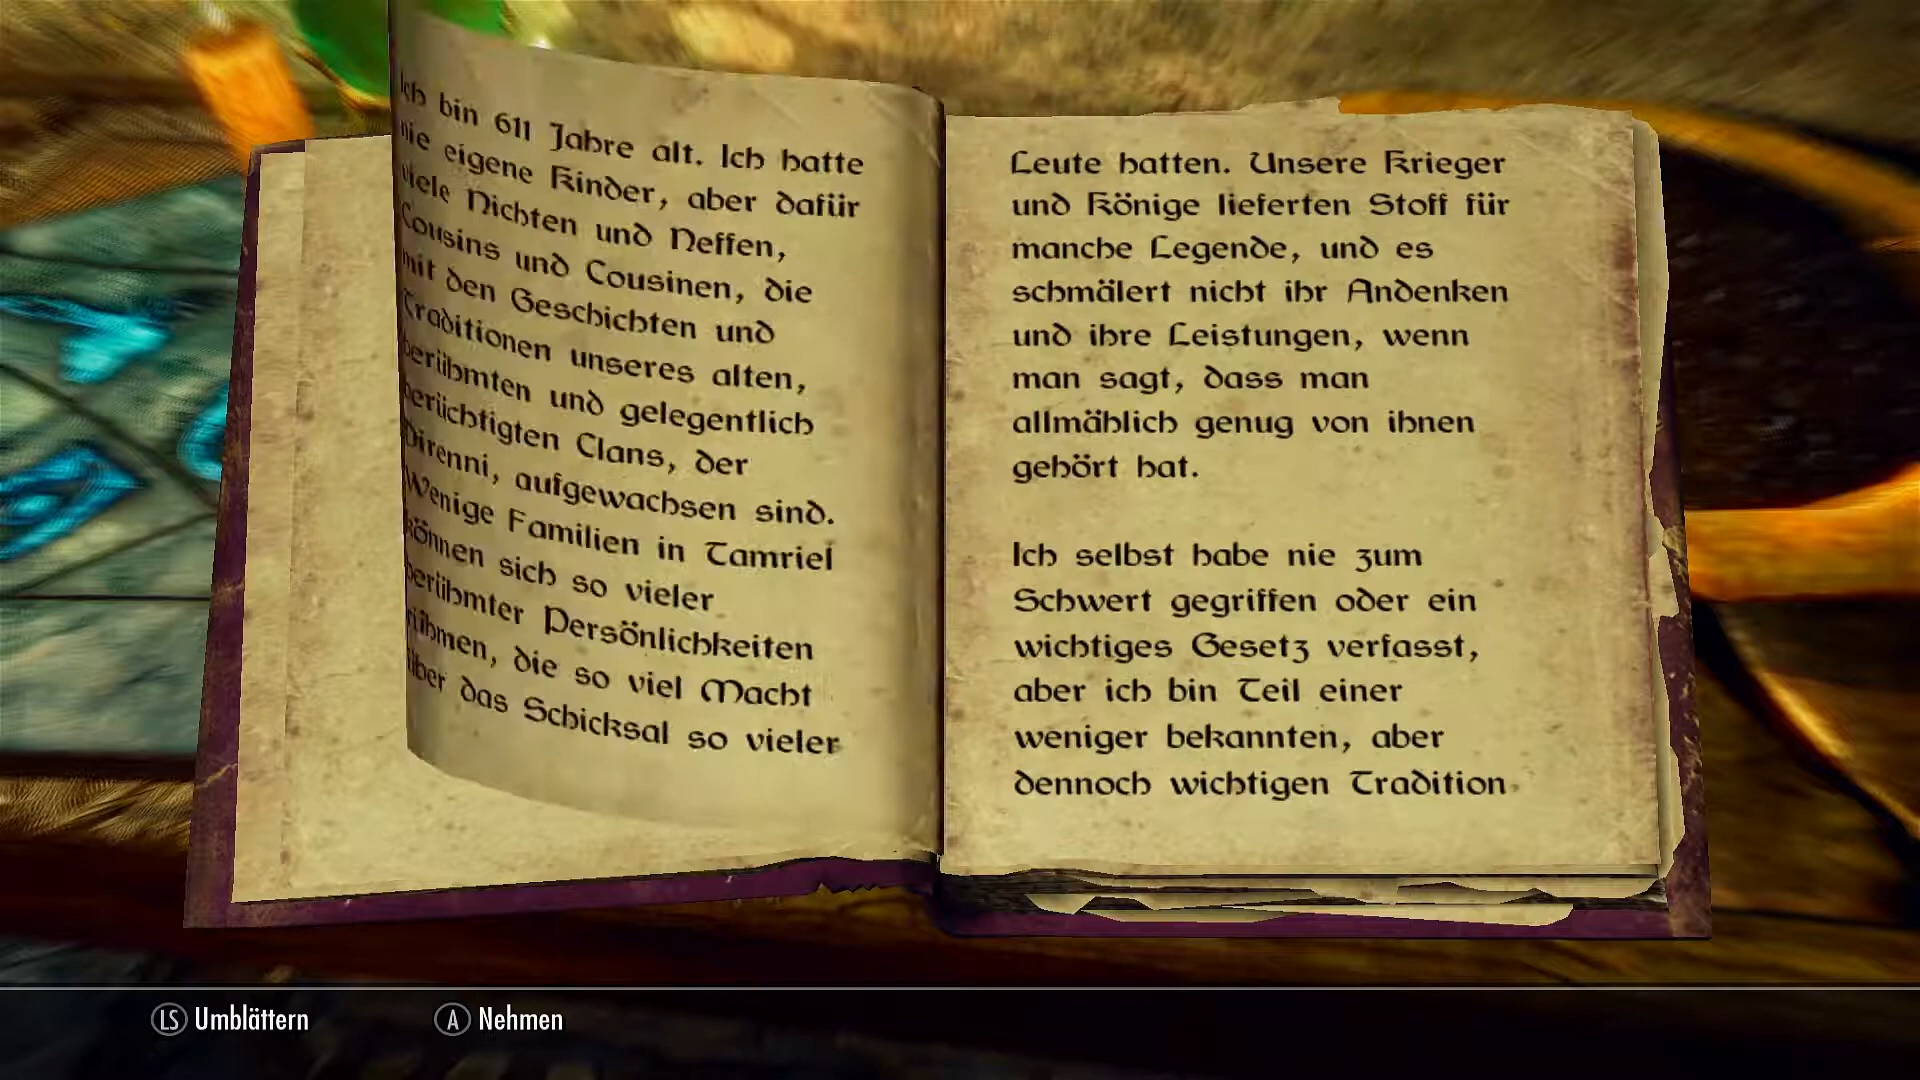 Ich bin 611 Jahre alt. Ich hatte
nie eigene Kinder, aber dafür
viele Nichten und Neffen,
Cousins und Cousinen, die
mit den Geschichten und
Traditionen unseres alten,
berühmten und gelegentlich
berüchtigten Clans, der
Direnni, aufgewachsen sind.
Wenige Familien in Tamriel
können sich so vieler
berühmter Persönlichkeiten
rühmen, die so viel Macht
über das Schicksal so vieler
Leute hatten. Unsere Krieger
und Könige lieferten Stoff für
manche Legende, und es
schmälert nicht ihr Andenken
und ihre Leistungen, wenn
man sagt, dass man
allmählich genug von ihnen
gehört hat.
Ich selbst habe nie zum
Schwert gegriffen oder ein
wichtiges Gesetz verfasst,
aber ich bin Teil einer
weniger bekannten, aber
dennoch wichtigen Tradition
LS Umblättern
A Nehmen